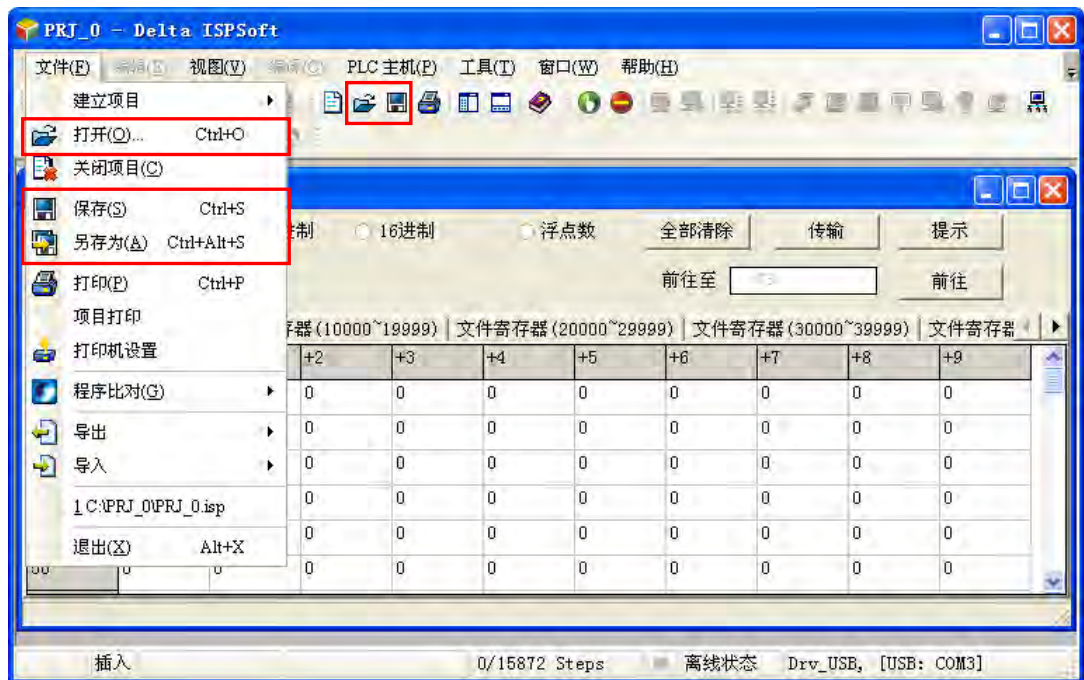 PRJ_0 - Delta ISPSoft
文件(F) 编辑(E) 视图(V) 编译(C) PLC 主机(P) 工具(T) 窗口(W) 帮助(H)
建立项目
打开(O)... Ctrl+O
关闭项目(C)
保存(S) Ctrl+S
另存为(A) Ctrl+Alt+S
打印(P) Ctrl+P
项目打印
打印机设置
程序比对(G)
导出
导入
1 C:\PRJ_0\PRJ_0.isp
退出(X) Alt+X
进制 16进制 浮点数 全部清除 传输 提示
前往至 前往
存器(10000~19999) 文件寄存器(20000~29999) 文件寄存器(30000~39999) 文件寄存器
+2 +3 +4 +5 +6 +7 +8 +9
0 0 0 0 0 0 0 0
0 0 0 0 0 0 0 0
0 0 0 0 0 0 0 0
0 0 0 0 0 0 0 0
0 0 0 0 0 0 0 0
50 0 0 0 0 0 0 0 0 0 0
插入 0/15872 Steps 离线状态 Drv_USB, [USB: COM3]